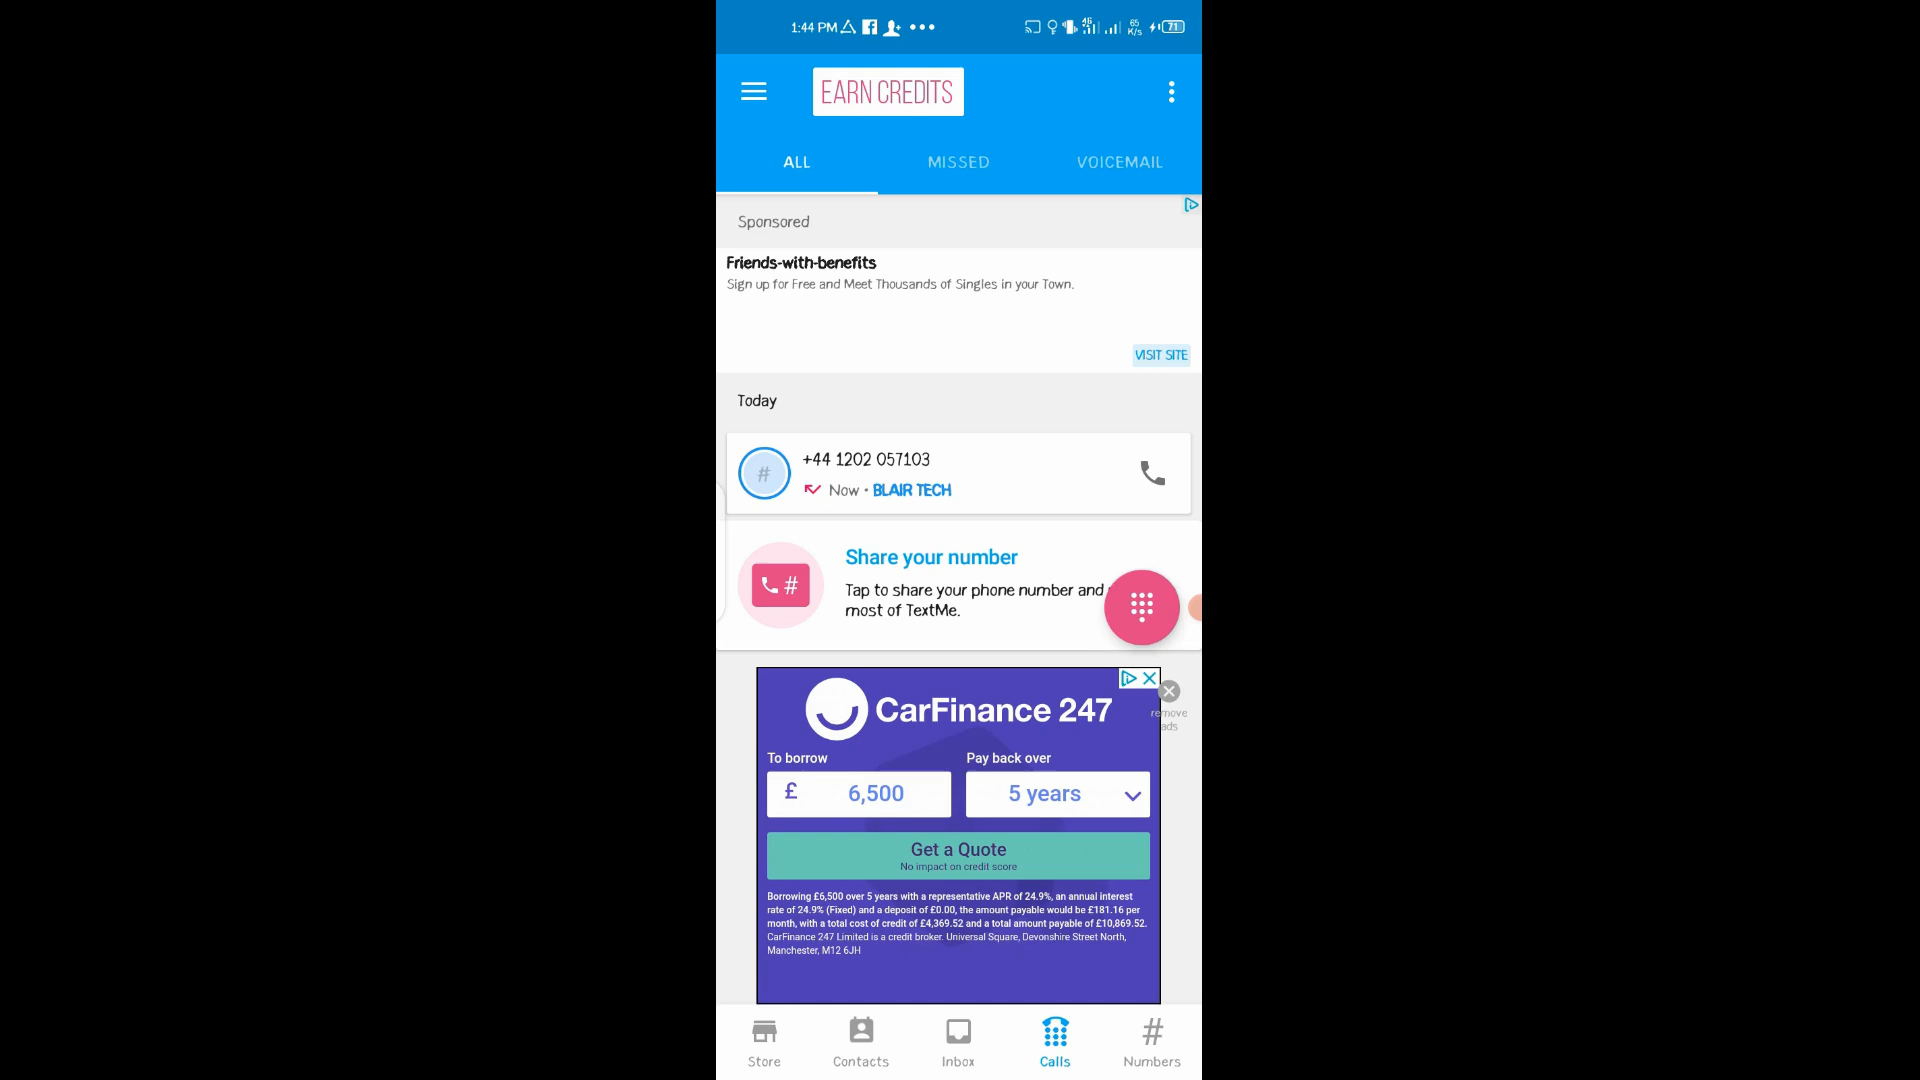 1:44 PM
4G
65
K/s
71
EARN CREDITS
ALL
MISSED
VOICEMAIL
Sponsored
Friends-with-benefits
Sign up for Free and Meet Thousands of Singles in your Town.
VISIT SITE
Today
#
+44 1202 057103
Now • BLAIR TECH
Share your number
#
Tap to share your phone number and
most of TextMe.
CarFinance 247
remove
ads
To borrow
Pay back over
£ 6,500
5 years
Get a Quote
No impact on credit score
Borrowing £6,500 over 5 years with a representative APR of 24.9%, an annual interest
rate of 24.9% (Fixed) and a deposit of £0.00, the amount payable would be £181.16 per
month, with a total cost of credit of £4,369.52 and a total amount payable of £10,869.52.
CarFinance 247 Limited is a credit broker. Universal Square, Devonshire Street North,
Manchester, M12 6JH
Store
Contacts
Inbox
Calls
#
Numbers